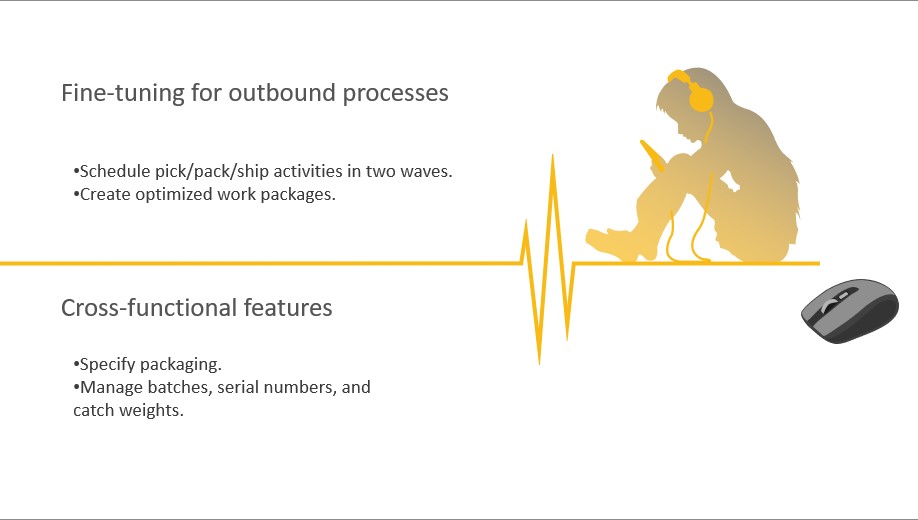 Fine-tuning for outbound processes
•Schedule pick/pack/ship activities in two waves.
•Create optimized work packages.
Cross-functional features
•Specify packaging.
•Manage batches, serial numbers, and
catch weights.